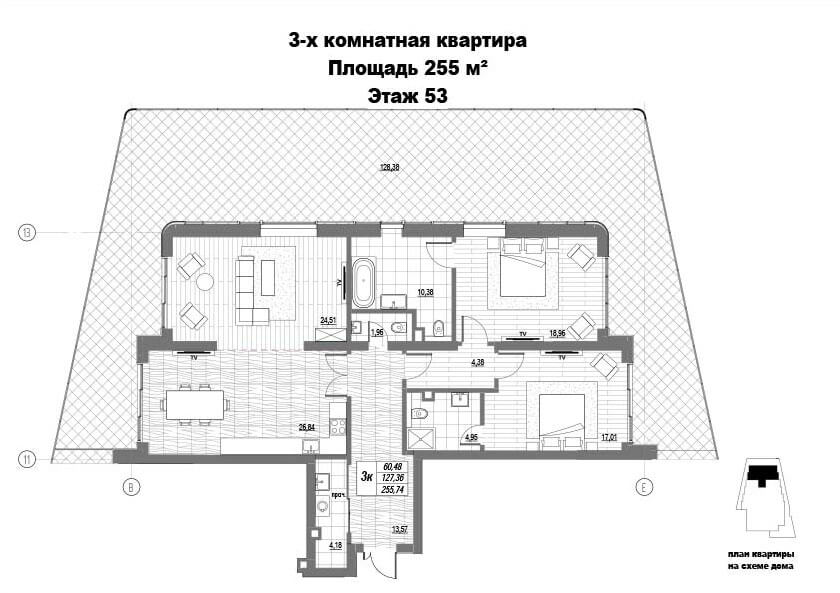 3-х комнатная квартира
Площадь 255 м²
Этаж 53
128,38
13
24,51
TV
10,38
1,96
TV
18,96
TV
4,38
TV
26,84
4,95
17,01
11
В
3к
60,48
127,36
255,74
Е
прач.
13,57
4,18
план квартиры
на схеме дома